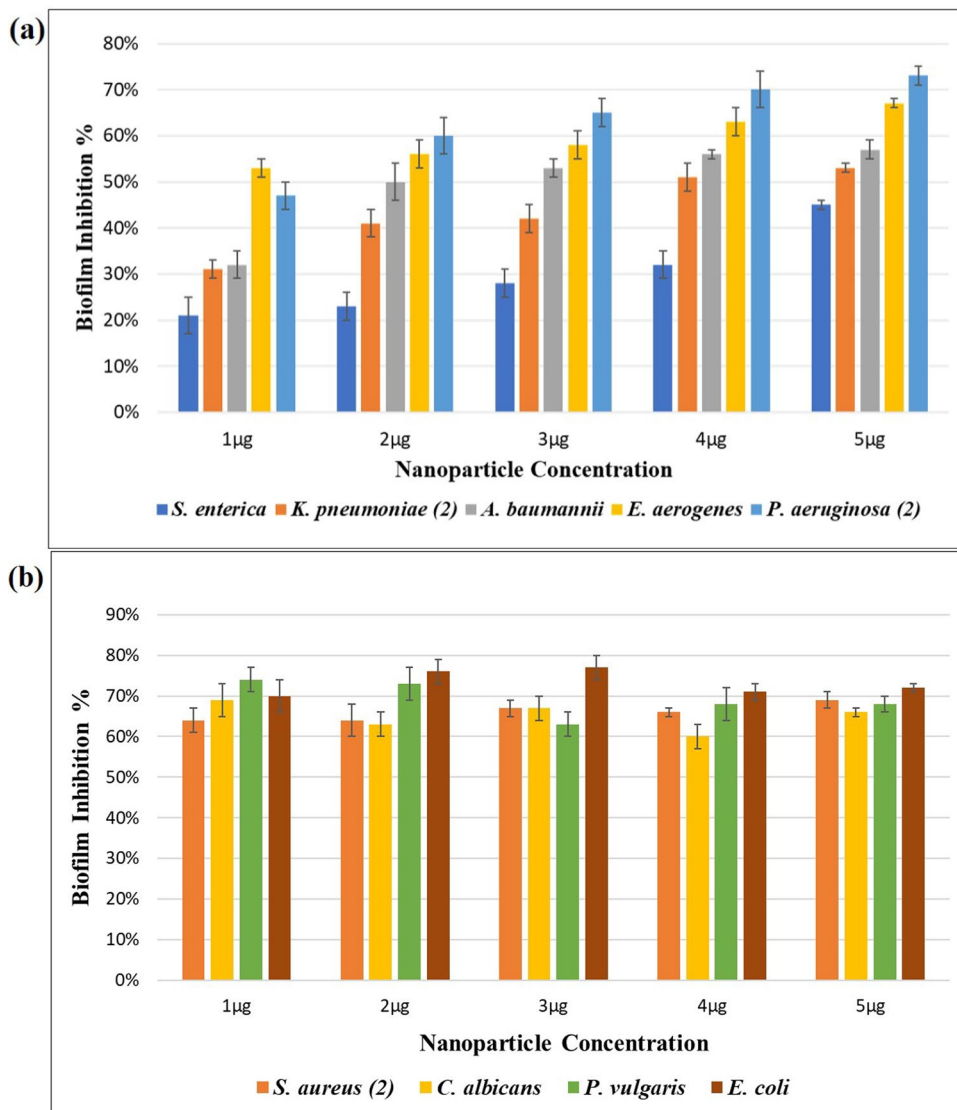 (a)
80%
70%
60%
50%
40%
30%
20%
10%
0%
Biofilm Inhibition %
1µg 2µg 3µg 4µg 5µg
Nanoparticle Concentration
S. enterica K. pneumoniae (2) A. baumannii E. aerogenes P. aeruginosa (2)
(b)
90%
80%
70%
60%
50%
40%
30%
20%
10%
0%
Biofilm Inhibition %
1µg 2µg 3µg 4µg 5µg
Nanoparticle Concentration
S. aureus (2) C. albicans P. vulgaris E. coli